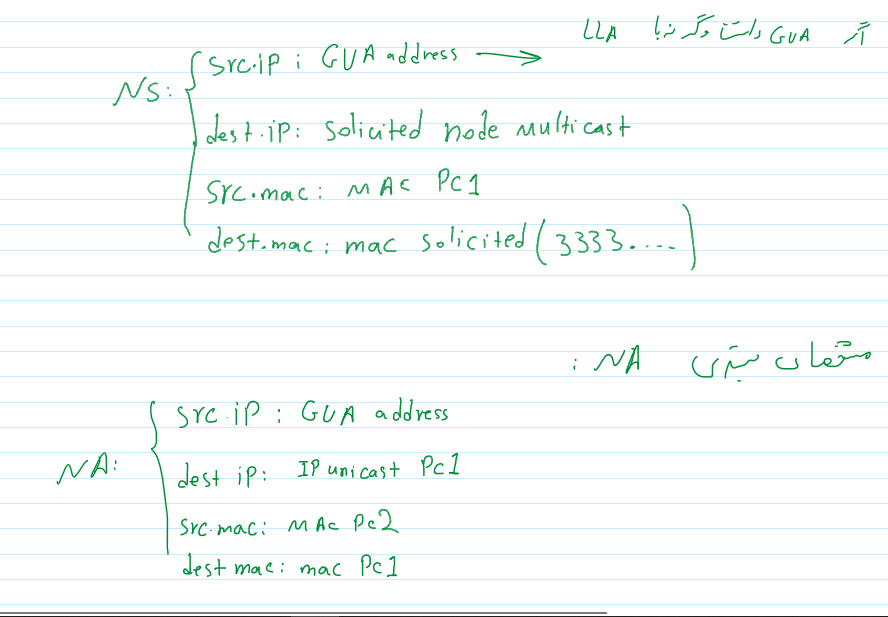 اگر GUA داشت وگرنه با LLA
NS: src.ip : GUA address →
dest.ip: solicited node multicast
src.mac: MAC PC1
dest.mac: mac solicited (3333....)
مشخصات بسته‌ی NA :
NA: src.ip : GUA address
dest ip: IP unicast PC1
src.mac: MAC PC2
dest mac: mac PC1